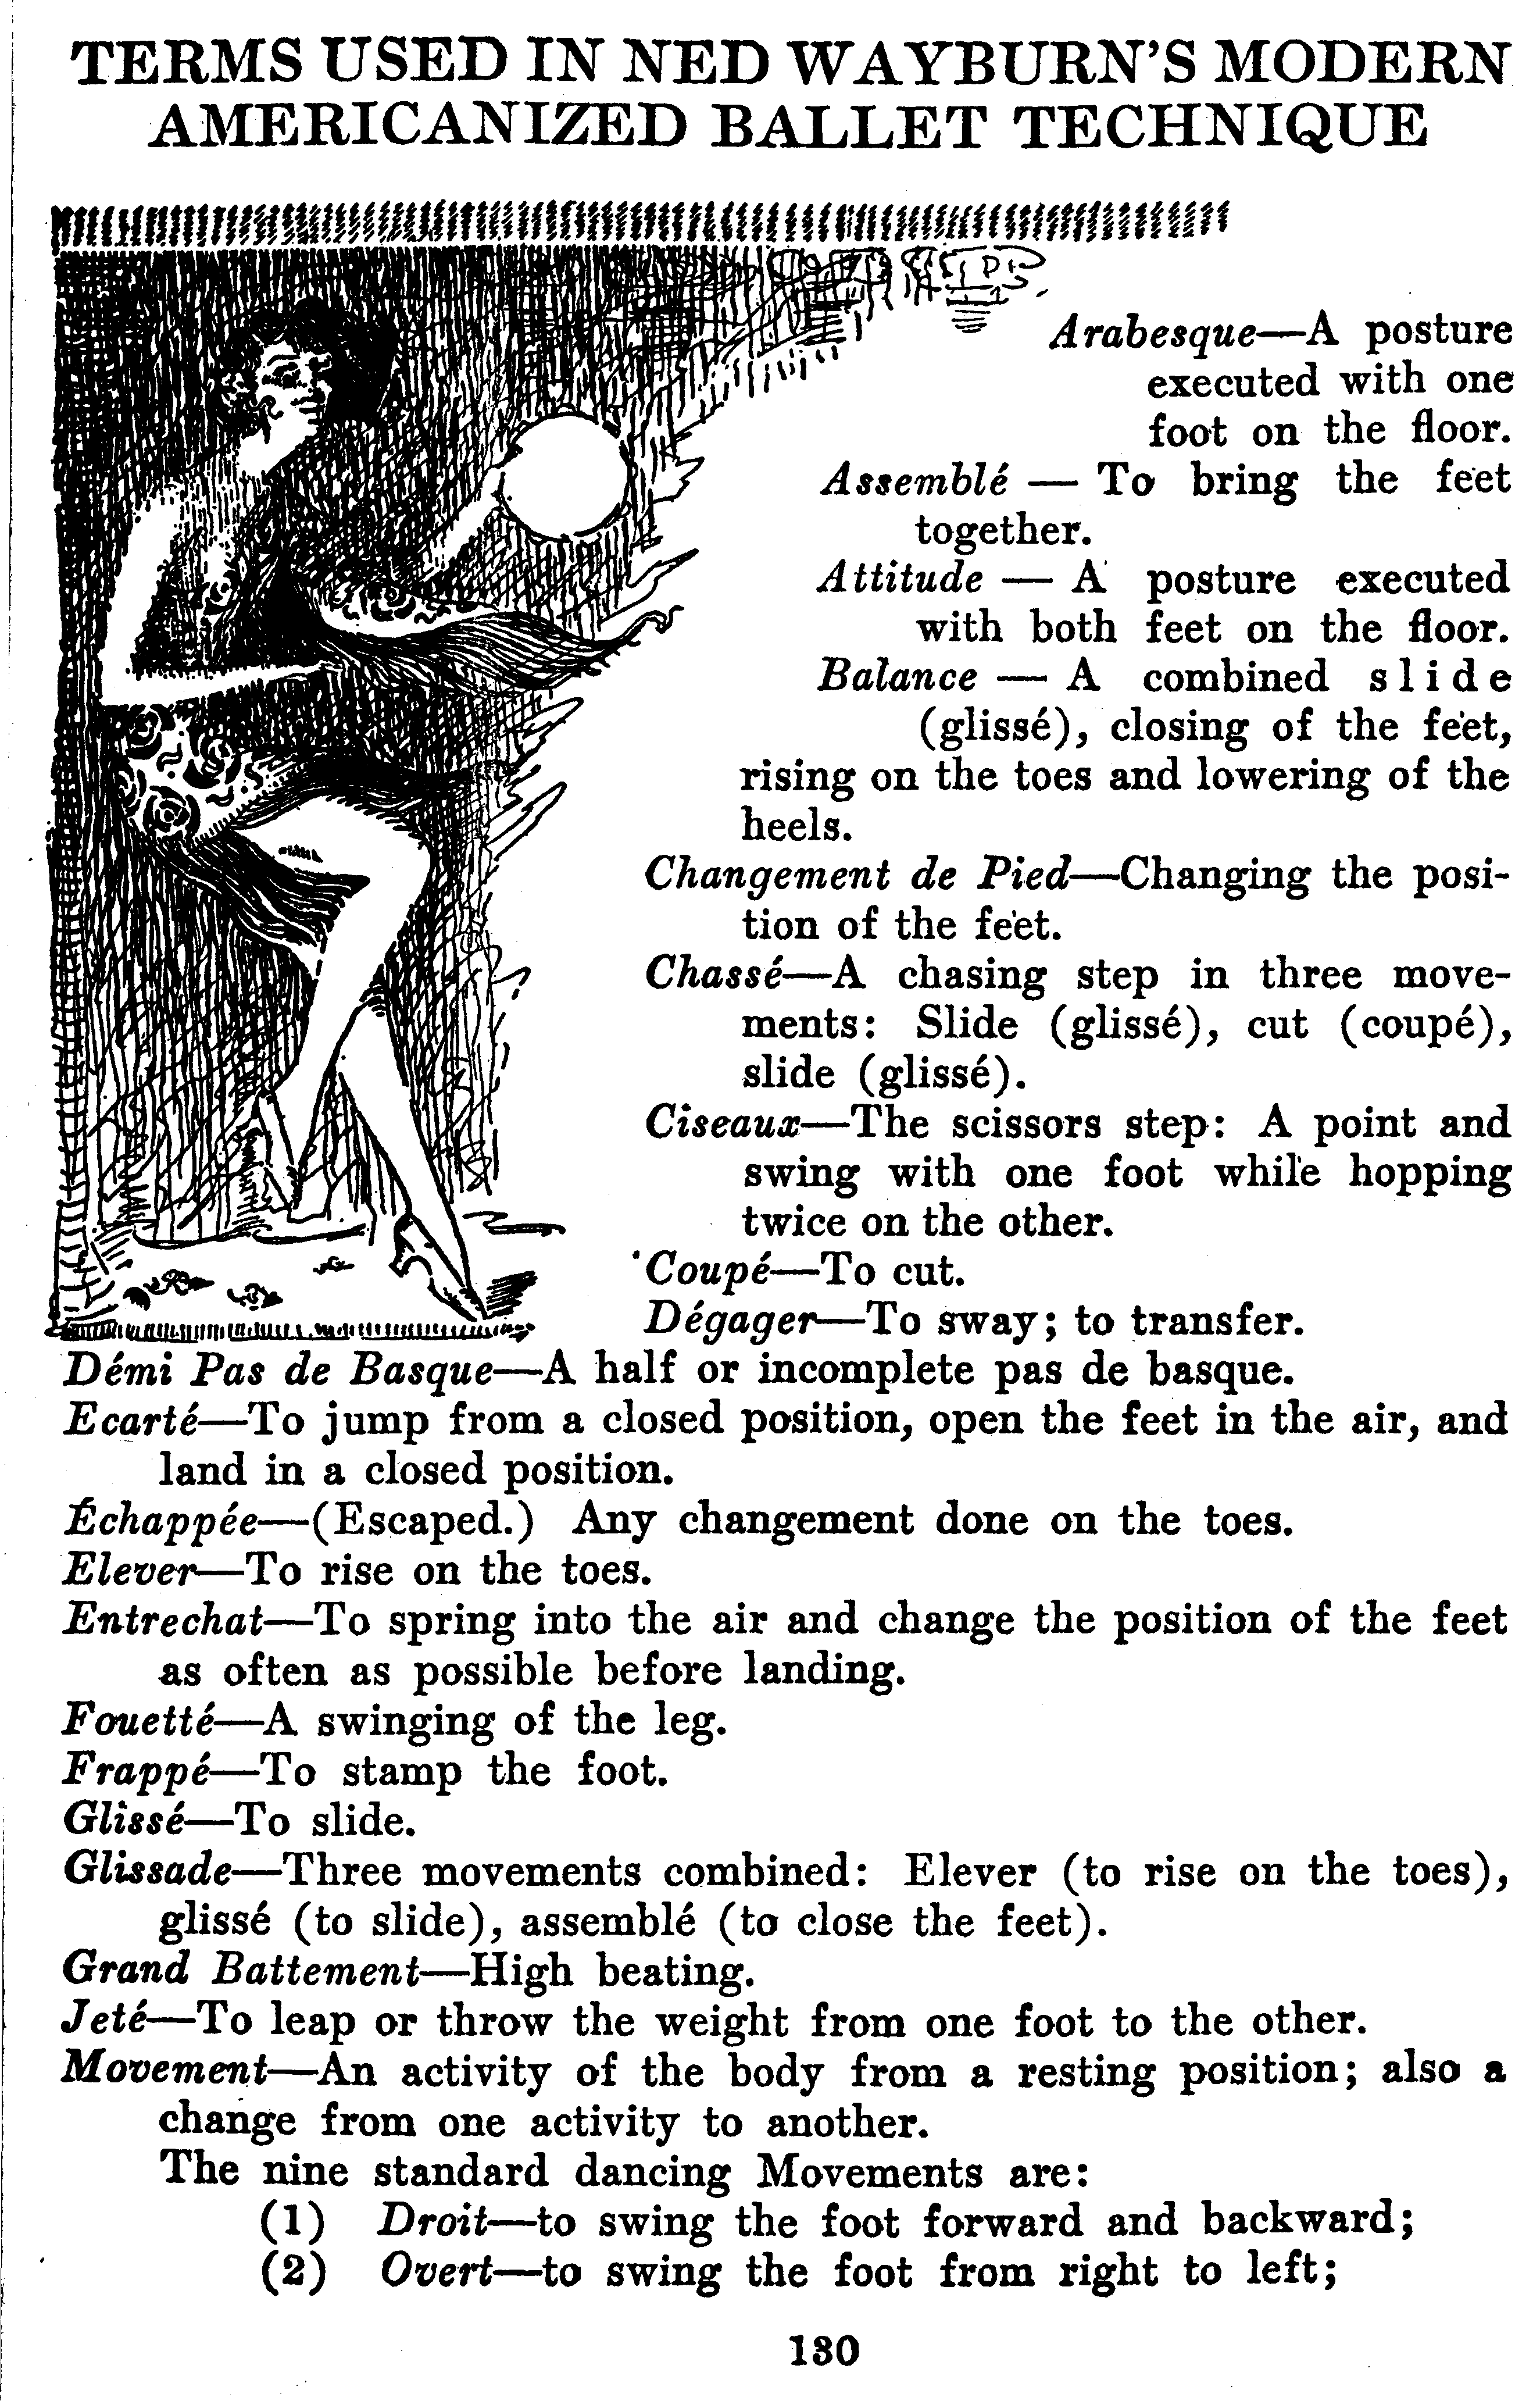 TERMS USED IN NED WAYBURN'S MODERN
AMERICANIZED BALLET TECHNIQUE
Arabesque—A posture
executed with one
foot on the floor.
Assemblé — To bring the feet
together.
Attitude — A posture executed
with both feet on the floor.
Balance — A combined slide
(glissé), closing of the feet,
rising on the toes and lowering of the
heels.
Changement de Pied—Changing the posi-
tion of the feet.
Chassé—A chasing step in three move-
ments: Slide (glissé), cut (coupé),
slide (glissé).
Ciseaux—The scissors step: A point and
swing with one foot while hopping
twice on the other.
Coupé—To cut.
Dégager—To sway; to transfer.
Démi Pas de Basque—A half or incomplete pas de basque.
Ecarté—To jump from a closed position, open the feet in the air, and
land in a closed position.
Échappée—(Escaped.) Any changement done on the toes.
Elever—To rise on the toes.
Entrechat—To spring into the air and change the position of the feet
as often as possible before landing.
Fouetté—A swinging of the leg.
Frappé—To stamp the foot.
Glissé—To slide.
Glissade—Three movements combined: Elever (to rise on the toes),
glissé (to slide), assemblé (to close the feet).
Grand Battement—High beating.
Jeté—To leap or throw the weight from one foot to the other.
Movement—An activity of the body from a resting position; also a
change from one activity to another.
The nine standard dancing Movements are:
(1) Droit—to swing the foot forward and backward;
(2) Overt—to swing the foot from right to left;
130